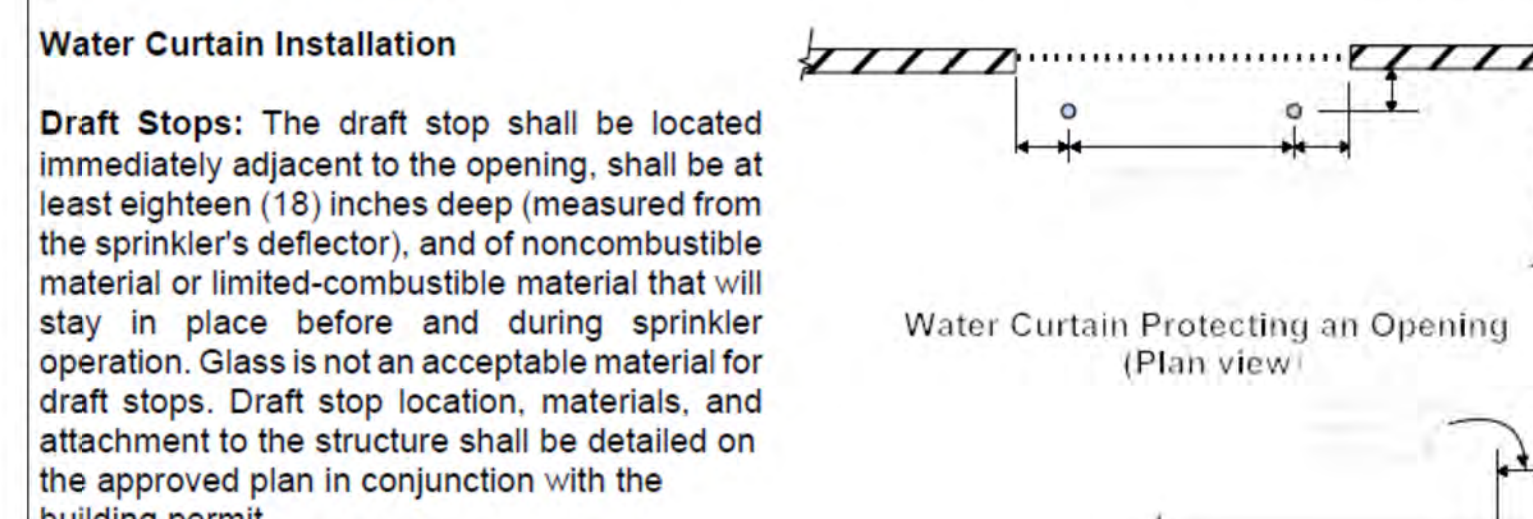 Water Curtain Installation
Draft Stops: The draft stop shall be located
immediately adjacent to the opening, shall be at
least eighteen (18) inches deep (measured from
the sprinkler's deflector), and of noncombustible
material or limited-combustible material that will
stay in place before and during sprinkler
operation. Glass is not an acceptable material for
draft stops. Draft stop location, materials, and
attachment to the structure shall be detailed on
the approved plan in conjunction with the
building permit
Water Curtain Protecting an Opening
(Plan view)